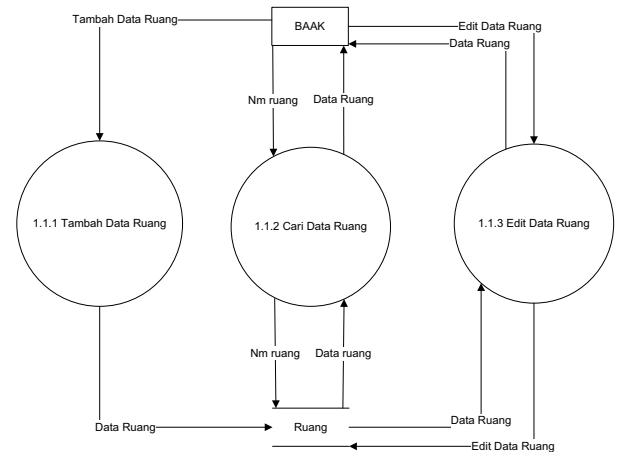 Tambah Data Ruang
BAAK
Edit Data Ruang
Data Ruang
Nm ruang
Data Ruang
1.1.1 Tambah Data Ruang
1.1.2 Cari Data Ruang
1.1.3 Edit Data Ruang
Nm ruang
Data ruang
Data Ruang
Ruang
Data Ruang
Edit Data Ruang